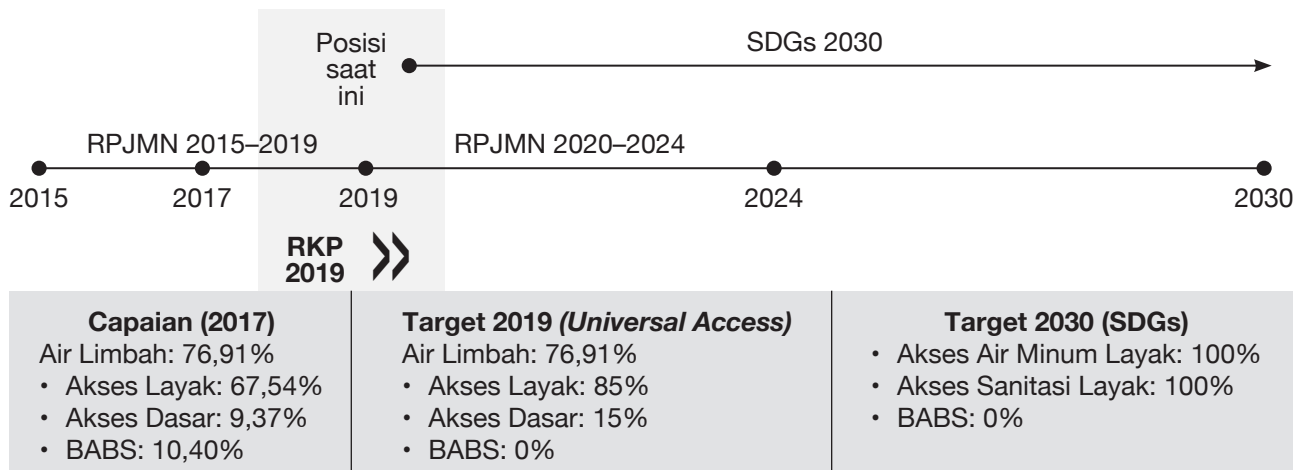 Posisi
saat
ini
SDGs 2030
RPJMN 2015–2019
RPJMN 2020–2024
2015
2017
2019
2024
2030
RKP
2019
Capaian (2017)
Air Limbah: 76,91%
• Akses Layak: 67,54%
• Akses Dasar: 9,37%
• BABS: 10,40%
Target 2019 (Universal Access)
Air Limbah: 76,91%
• Akses Layak: 85%
• Akses Dasar: 15%
• BABS: 0%
Target 2030 (SDGs)
• Akses Air Minum Layak: 100%
• Akses Sanitasi Layak: 100%
• BABS: 0%